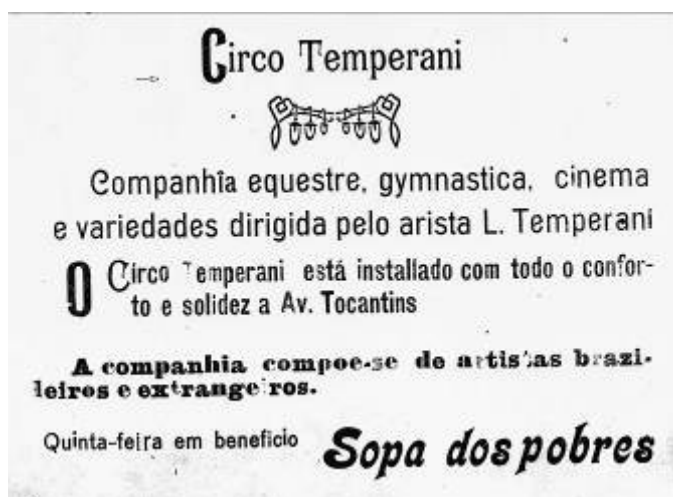 Circo Temperani
Companhia equestre, gymnastica, cinema
e variedades dirigida pelo arista L. Temperani
O Circo Temperani está installado com todo o confor-
to e solidez a Av. Tocantins
A companhia compoe-se de artistas brazi-
leiros e extrangeiros.
Quinta-feira em beneficio Sopa dos pobres